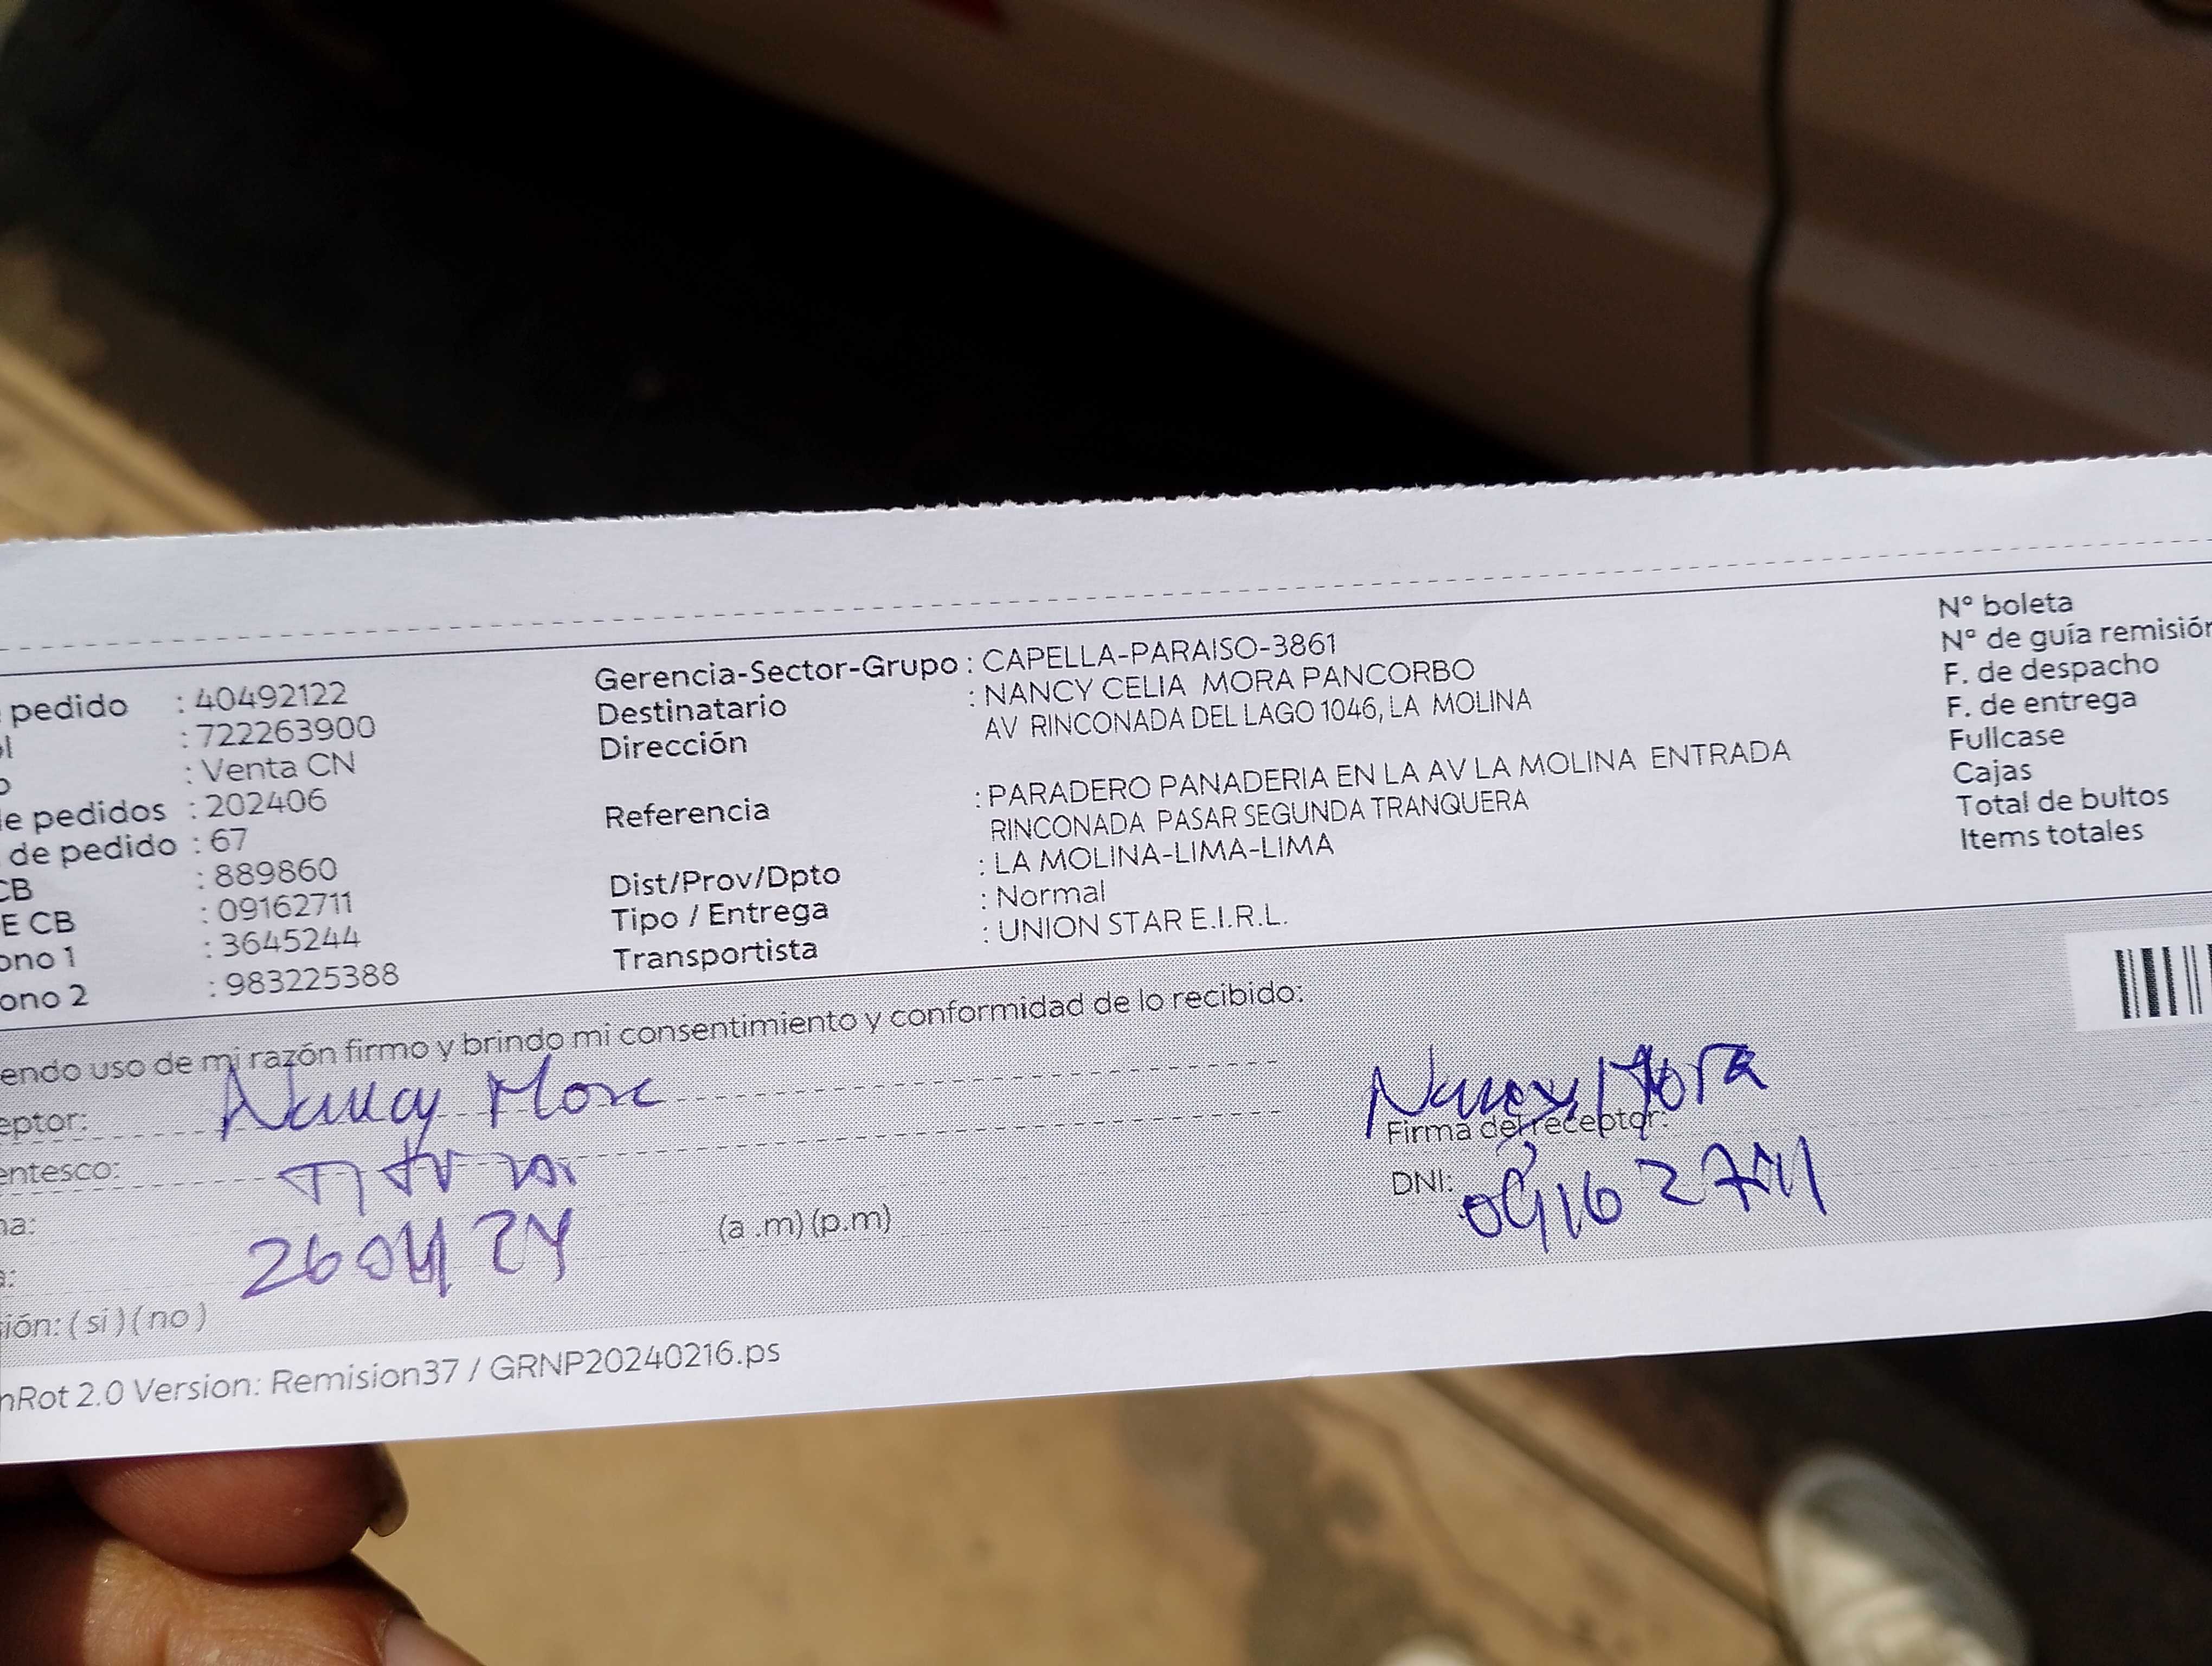 pedido : 40492122
l : 722263900
o : Venta CN
e pedidos : 202406
de pedido : 67
CB : 889860
E CB : 09162711
ono 1 : 3645244
ono 2 : 983225388
Gerencia-Sector-Grupo : CAPELLA-PARAISO-3861
Destinatario : NANCY CELIA MORA PANCORBO
Dirección AV RINCONADA DEL LAGO 1046, LA MOLINA
Referencia : PARADERO PANADERIA EN LA AV LA MOLINA ENTRADA
RINCONADA PASAR SEGUNDA TRANQUERA
Dist/Prov/Dpto : LA MOLINA-LIMA-LIMA
Tipo / Entrega : Normal
Transportista : UNION STAR E.I.R.L.
N° boleta
N° de guía remisión
F. de despacho
F. de entrega
Fullcase
Cajas
Total de bultos
Items totales
endo uso de mi razón firmo y brindo mi consentimiento y conformidad de lo recibido:
eptor: Nancy Mora
Nancy Mora
Firma del receptor:
entesco:
DNI: 09162711
na: 260424
(a .m) (p.m)
a:
ión: ( si ) ( no )
nRot 2.0 Version: Remision37 / GRNP20240216.ps